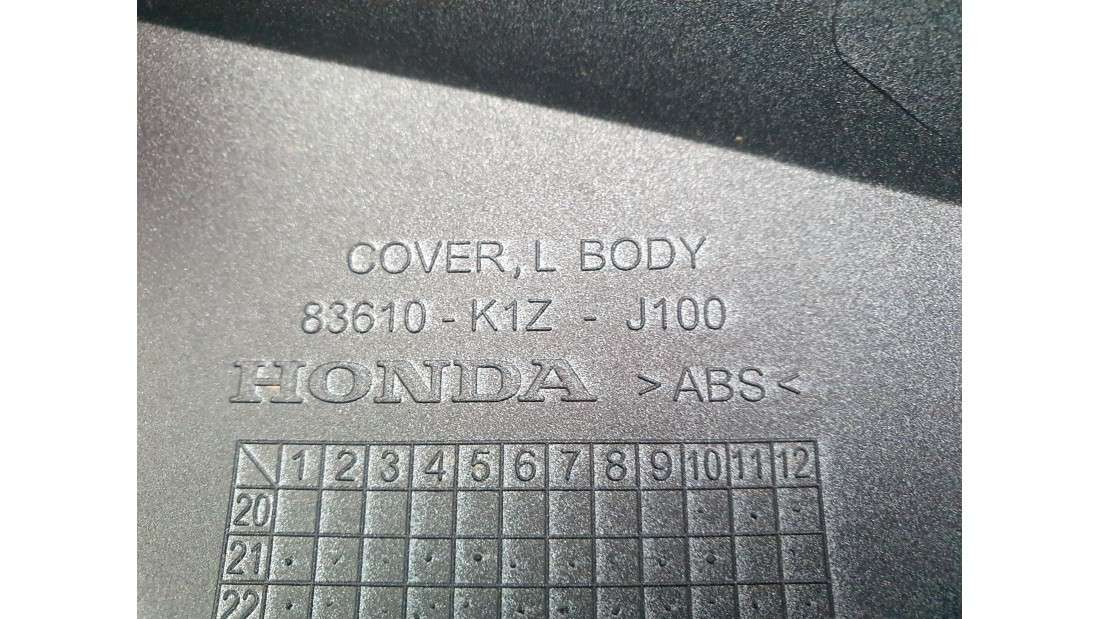 COVER, L BODY
83610 - K1Z - J100
HONDA >ABS<
1 2 3 4 5 6 7 8 9 10 11 12
20
21
22